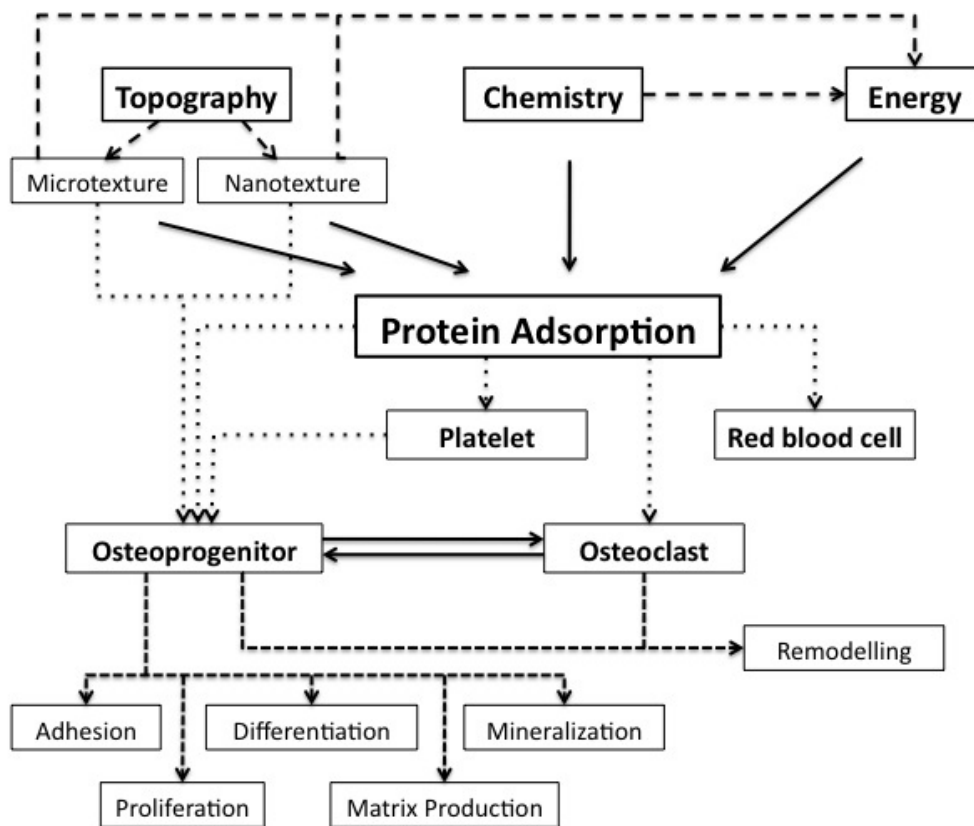 Topography
Chemistry
Energy
Microtexture
Nanotexture
Protein Adsorption
Platelet
Red blood cell
Osteoprogenitor
Osteoclast
Remodelling
Adhesion
Differentiation
Mineralization
Proliferation
Matrix Production